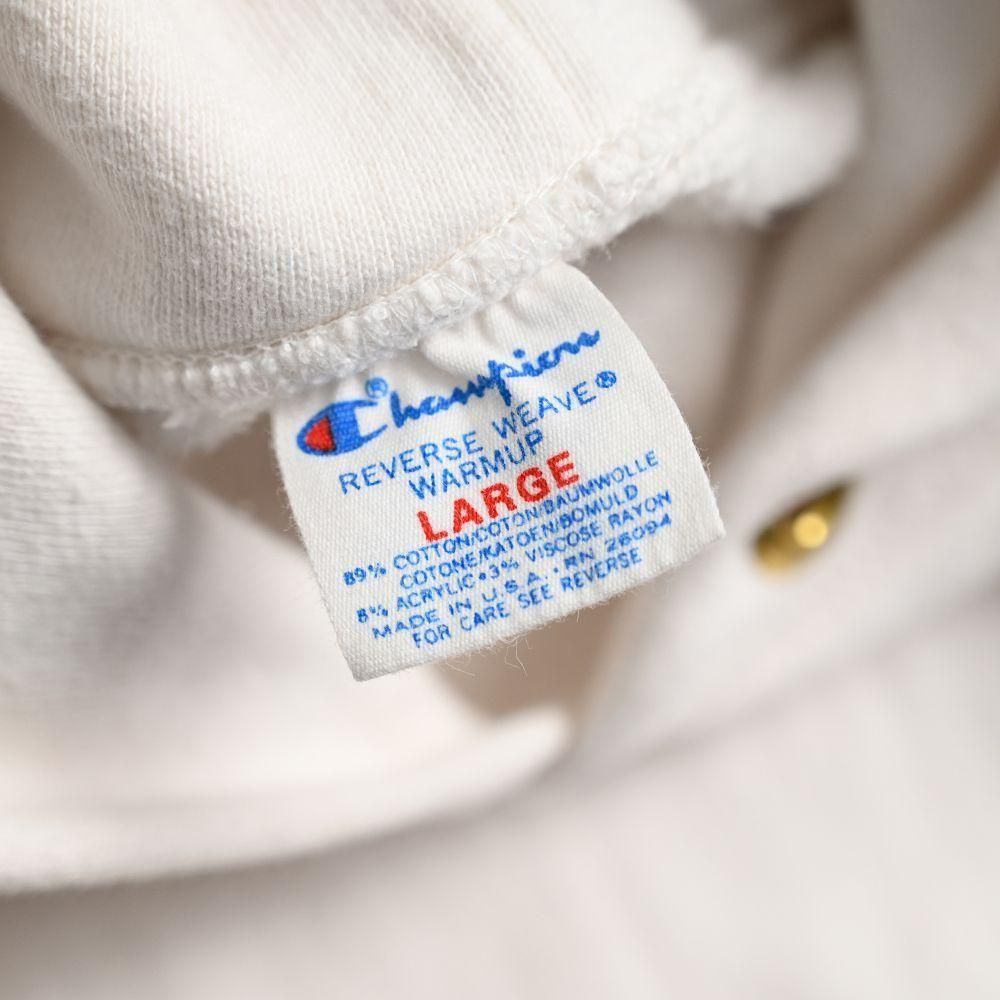 Champion®
REVERSE WEAVE®
WARMUP
LARGE
89% COTTON/COTON/BAUMWOLLE
COTONE/KATOEN/BOMULD
8% ACRYLIC • 3% VISCOSE RAYON
MADE IN U.S.A. • RN 26094
FOR CARE SEE REVERSE